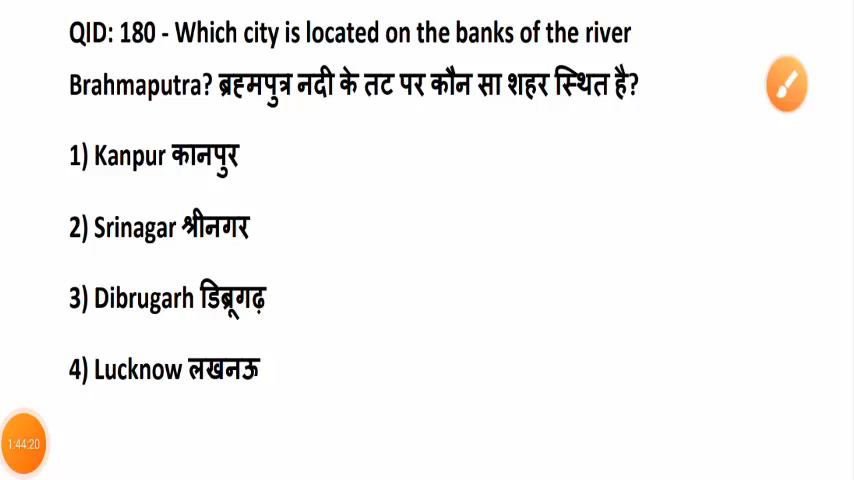 QID: 180 - Which city is located on the banks of the river
Brahmaputra? ब्रह्मपुत्र नदी के तट पर कौन सा शहर स्थित है?
1) Kanpur कानपुर
2) Srinagar श्रीनगर
3) Dibrugarh डिब्रूगढ़
4) Lucknow लखनऊ
1:44:20